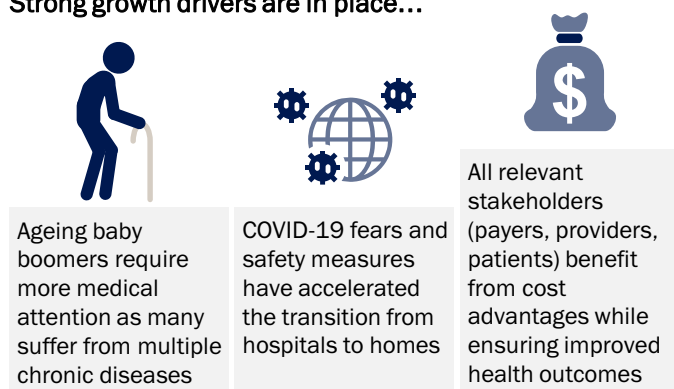 Strong growth drivers are in place...
$
Ageing baby
boomers require
more medical
attention as many
suffer from multiple
chronic diseases
COVID-19 fears and
safety measures
have accelerated
the transition from
hospitals to homes
All relevant
stakeholders
(payers, providers,
patients) benefit
from cost
advantages while
ensuring improved
health outcomes